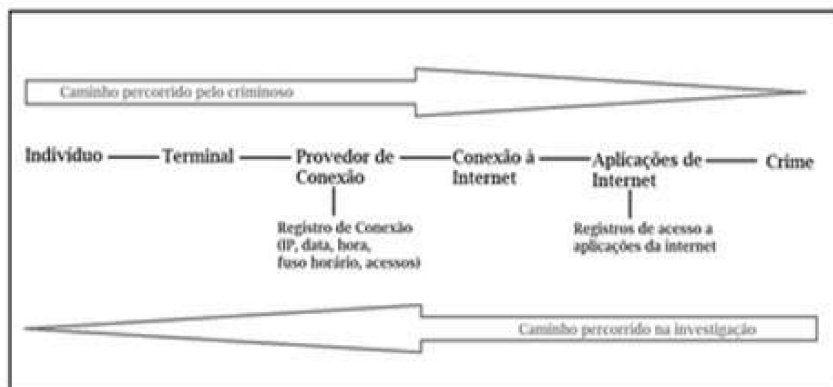 Caminho percorrido pelo criminoso
Indivíduo Terminal Provedor de Conexão à Aplicações de Crime
Conexão Internet Internet
Registro de Conexão Registros de acesso a
(IP, data, hora, aplicações da internet
fuso horário, acessos)
Caminho percorrido na investigação